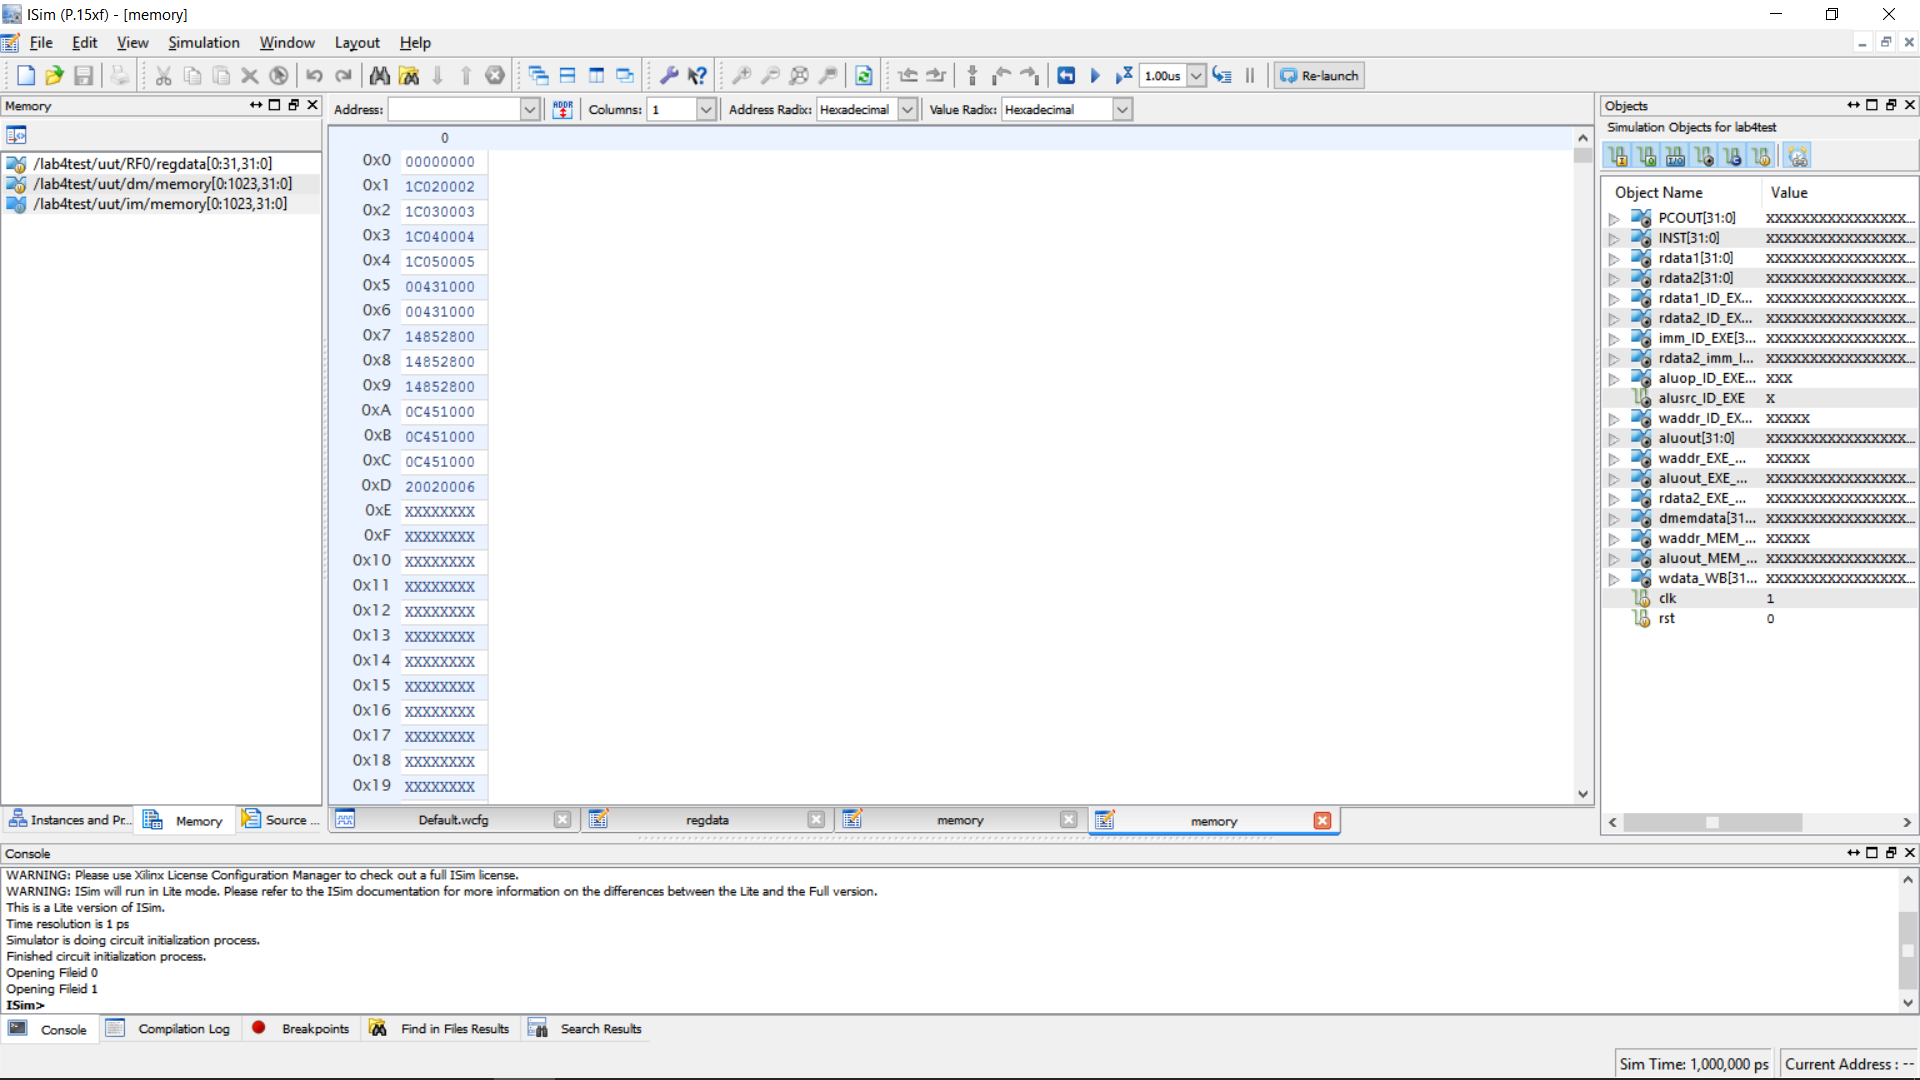 ISim (P.15xf) - [memory]
File Edit View Simulation Window Layout Help
1.00us Re-launch
Memory
/lab4test/uut/RF0/regdata[0:31,31:0]
/lab4test/uut/dm/memory[0:1023,31:0]
/lab4test/uut/im/memory[0:1023,31:0]
Instances and Pr... Memory Source ...
Address: ADDR Columns: 1 Address Radix: Hexadecimal Value Radix: Hexadecimal
0
0x0 00000000
0x1 1C020002
0x2 1C030003
0x3 1C040004
0x4 1C050005
0x5 00431000
0x6 00431000
0x7 14852800
0x8 14852800
0x9 14852800
0xA 0C451000
0xB 0C451000
0xC 0C451000
0xD 20020006
0xE XXXXXXXX
0xF XXXXXXXX
0x10 XXXXXXXX
0x11 XXXXXXXX
0x12 XXXXXXXX
0x13 XXXXXXXX
0x14 XXXXXXXX
0x15 XXXXXXXX
0x16 XXXXXXXX
0x17 XXXXXXXX
0x18 XXXXXXXX
0x19 XXXXXXXX
Default.wcfg regdata memory memory
Objects
Simulation Objects for lab4test
Object Name Value
PCOUT[31:0] XXXXXXXXXXXXXXXX...
INST[31:0] XXXXXXXXXXXXXXXX...
rdata1[31:0] XXXXXXXXXXXXXXXX...
rdata2[31:0] XXXXXXXXXXXXXXXX...
rdata1_ID_EX... XXXXXXXXXXXXXXXX...
rdata2_ID_EX... XXXXXXXXXXXXXXXX...
imm_ID_EXE[3... XXXXXXXXXXXXXXXX...
rdata2_imm_I... XXXXXXXXXXXXXXXX...
aluop_ID_EXE... XXX
alusrc_ID_EXE X
waddr_ID_EX... XXXXX
aluout[31:0] XXXXXXXXXXXXXXXX...
waddr_EXE_... XXXXX
aluout_EXE_... XXXXXXXXXXXXXXXX...
rdata2_EXE_... XXXXXXXXXXXXXXXX...
dmemdata[31... XXXXXXXXXXXXXXXX...
waddr_MEM_... XXXXX
aluout_MEM_... XXXXXXXXXXXXXXXX...
wdata_WB[31... XXXXXXXXXXXXXXXX...
clk 1
rst 0
Console
WARNING: Please use Xilinx License Configuration Manager to check out a full ISim license.
WARNING: ISim will run in Lite mode. Please refer to the ISim documentation for more information on the differences between the Lite and the Full version.
This is a Lite version of ISim.
Time resolution is 1 ps
Simulator is doing circuit initialization process.
Finished circuit initialization process.
Opening Fileid 0
Opening Fileid 1
ISim>
Console Compilation Log Breakpoints Find in Files Results Search Results
Sim Time: 1,000,000 ps Current Address : --